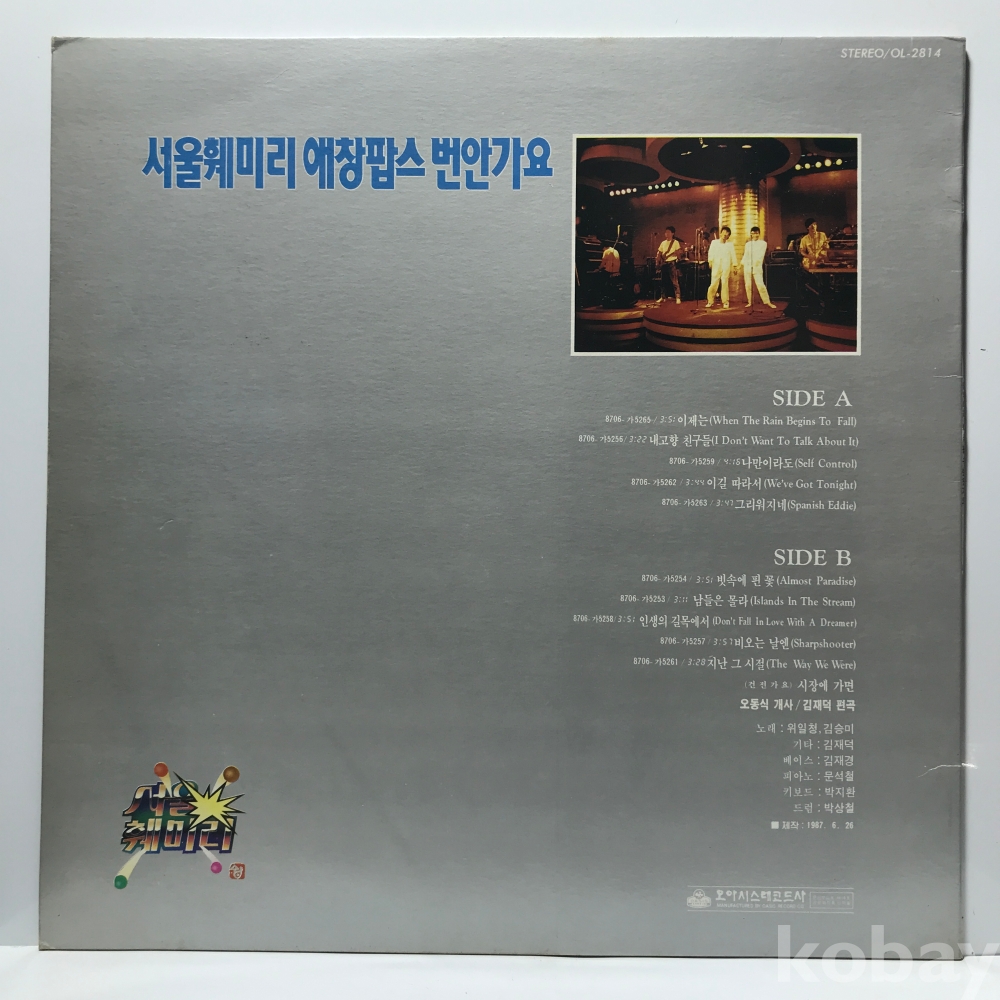 STEREO/OL-2814
서울훼미리 애창팝스 번안가요
SIDE A
8706-가5265/3:51 이제는(When The Rain Begins To Fall)
8706-가5256/3:22 내고향 친구들(I Don't Want To Talk About It)
8706-가5259/4:18 나만이라도(Self Control)
8706-가5262/3:44 이길 따라서(We've Got Tonight)
8706-가5263/3:47 그리워지네(Spanish Eddie)
SIDE B
8706-가5254/3:51 빗속에 핀 꽃(Almost Paradise)
8706-가5253/3:11 남들은 몰라(Islands In The Stream)
8706-가5258/3:51 인생의 길목에서(Don't Fall In Love With A Dreamer)
8706-가5257/3:57 비오는 날엔(Sharpshooter)
8706-가5261/3:28 지난 그 시절(The Way We Were)
(건전가요) 시장에 가면
오동식 개사/김재덕 편곡
노래 : 위일청, 김승미
기타 : 김재덕
베이스 : 김재경
피아노 : 문석철
키보드 : 박지환
드럼 : 박상철
■ 제작 : 1987. 6. 26
서울
훼미리
오아시스레코드사
kobay